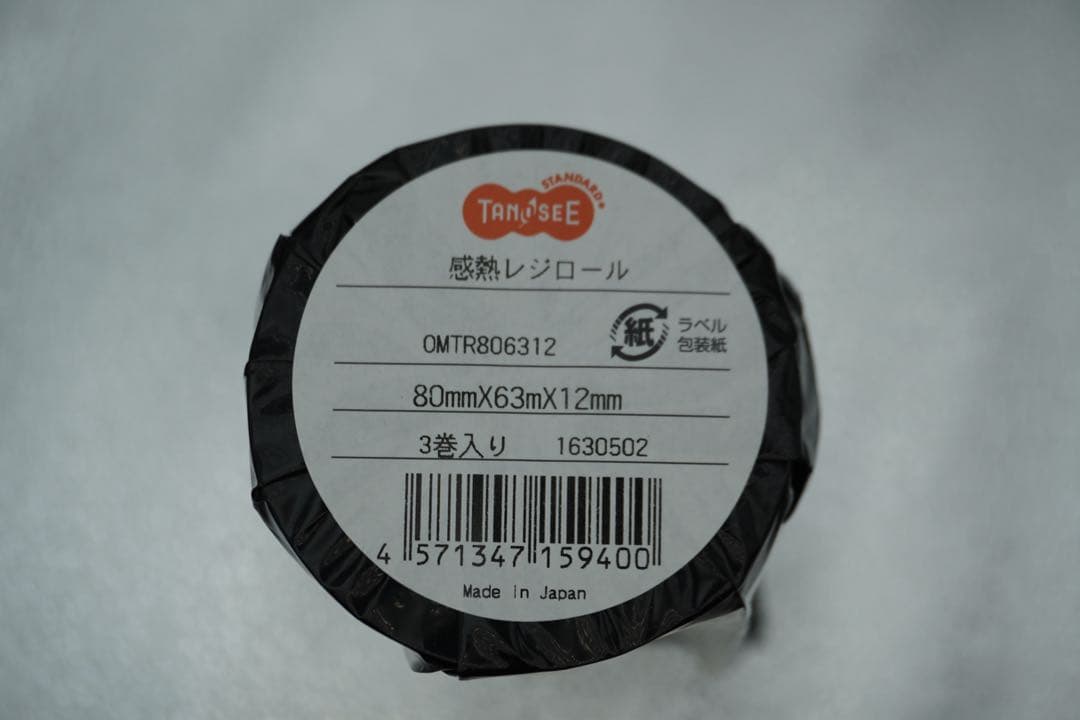 STANDARD+
TANOSEE
感熱レジロール
OMTR806312
紙
ラベル
包装紙
80mmX63mX12mm
3巻入り 1630502
4 571347 159400
Made in Japan